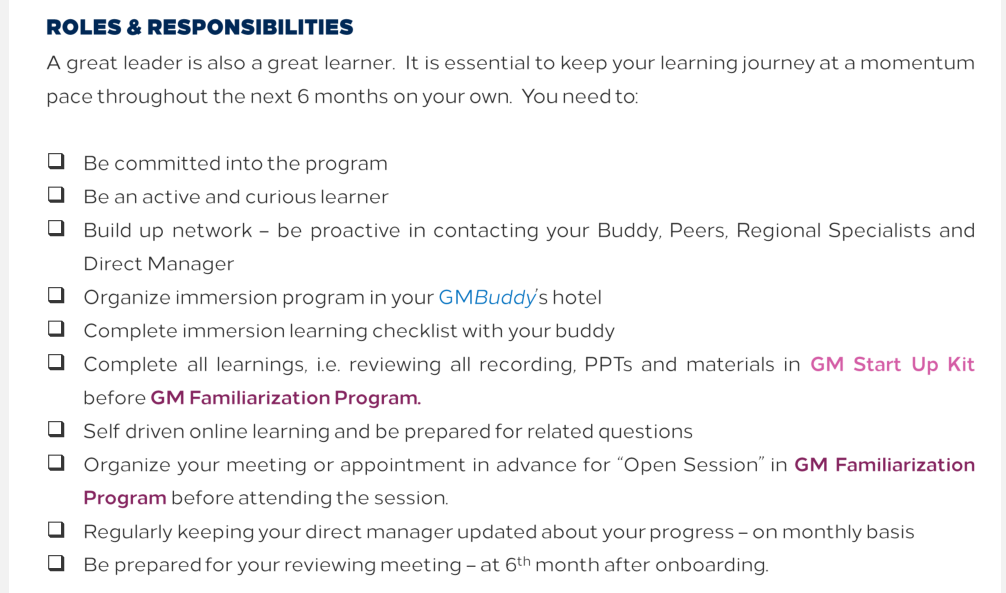 ROLES & RESPONSIBILITIES
A great leader is also a great learner.  It is essential to keep your learning journey at a momentum
pace throughout the next 6 months on your own.  You need to:
❑ Be committed into the program
❑ Be an active and curious learner
❑ Build up network – be proactive in contacting your Buddy, Peers, Regional Specialists and
Direct Manager
❑ Organize immersion program in your GMBuddy's hotel
❑ Complete immersion learning checklist with your buddy
❑ Complete all learnings, i.e. reviewing all recording, PPTs and materials in GM Start Up Kit
before GM Familiarization Program.
❑ Self driven online learning and be prepared for related questions
❑ Organize your meeting or appointment in advance for “Open Session” in GM Familiarization
Program before attending the session.
❑ Regularly keeping your direct manager updated about your progress – on monthly basis
❑ Be prepared for your reviewing meeting – at 6th month after onboarding.